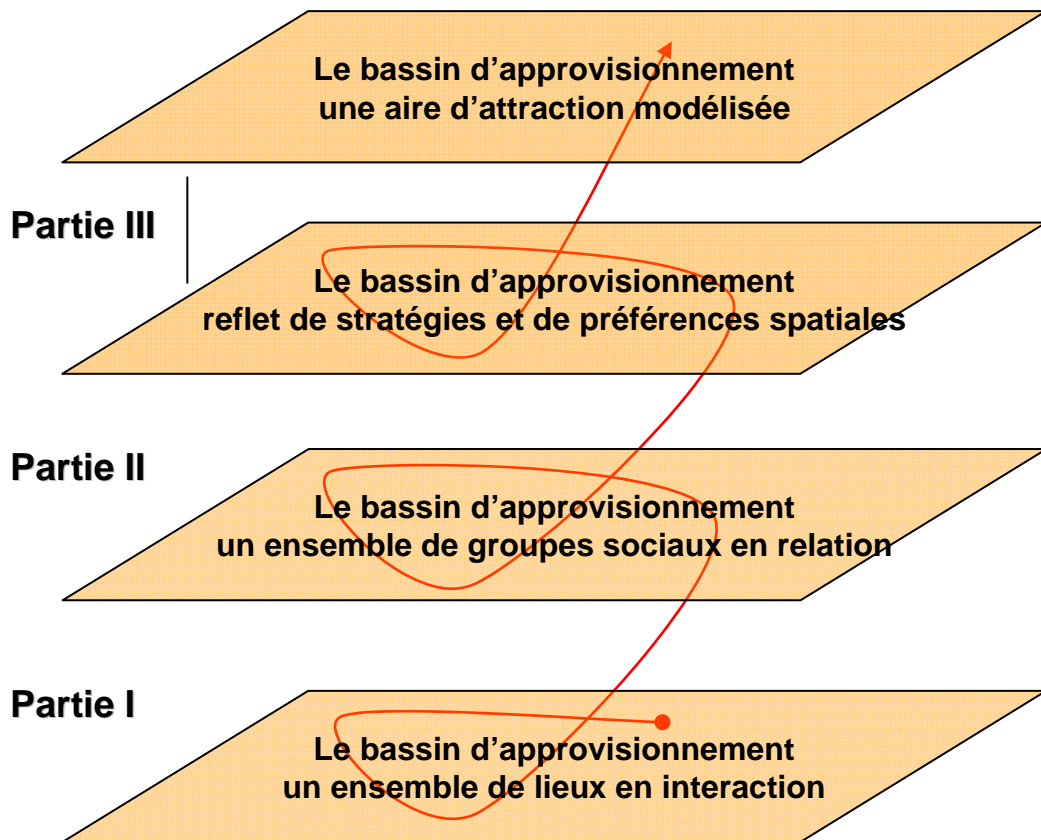 Le bassin d’approvisionnement
une aire d’attraction modélisée
Partie III
Le bassin d’approvisionnement
reflet de stratégies et de préférences spatiales
Partie II
Le bassin d’approvisionnement
un ensemble de groupes sociaux en relation
Partie I
Le bassin d’approvisionnement
un ensemble de lieux en interaction